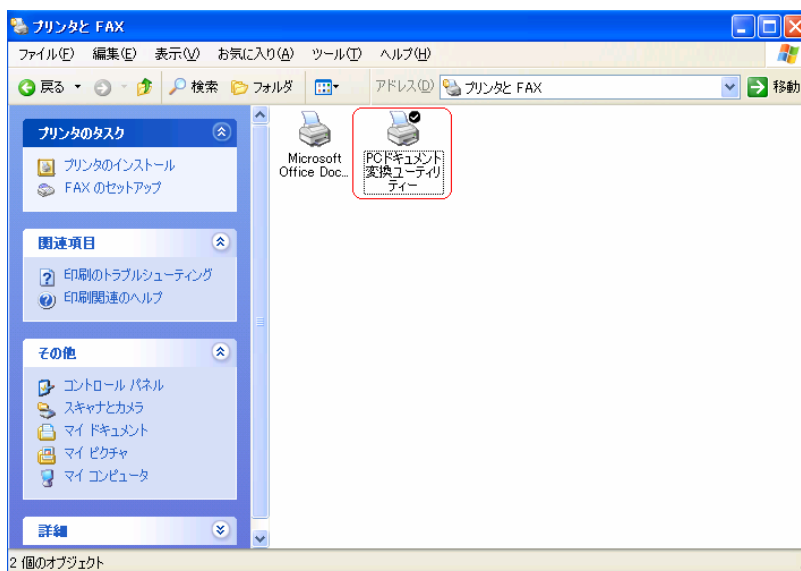 プリンタと FAX
ファイル(F) 編集(E) 表示(V) お気に入り(A) ツール(T) ヘルプ(H)
戻る 検索 フォルダ アドレス(D) プリンタと FAX 移動
プリンタのタスク
プリンタのインストール
FAX のセットアップ
関連項目
印刷のトラブルシューティング
印刷関連のヘルプ
その他
コントロール パネル
スキャナとカメラ
マイ ドキュメント
マイ ピクチャ
マイ コンピュータ
詳細
Microsoft
Office Doc...
PCドキュメント
変換ユーティリ
ティー
2 個のオブジェクト